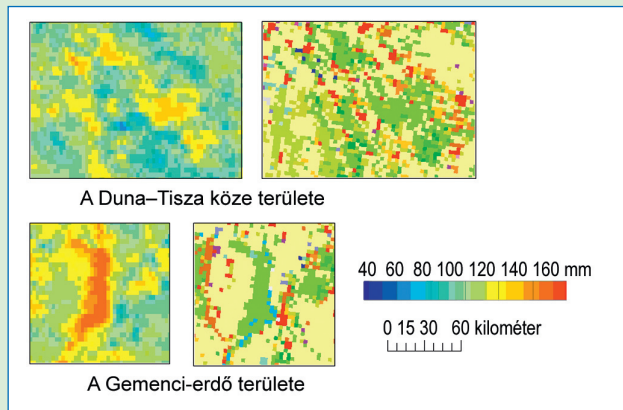 A Duna–Tisza köze területe
40 60 80 100 120 140 160 mm
0 15 30 60 kilométer
A Gemenci-erdő területe